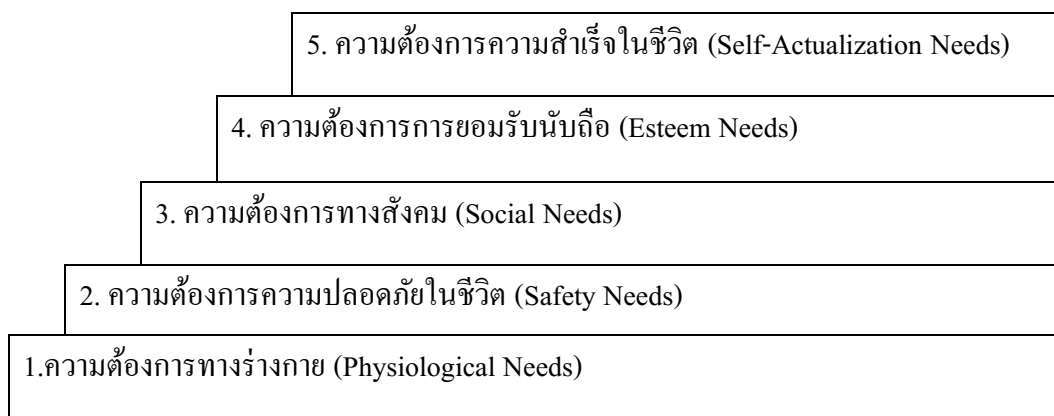 5. ความต้องการความสำเร็จในชีวิต (Self-Actualization Needs)
4. ความต้องการการยอมรับนับถือ (Esteem Needs)
3. ความต้องการทางสังคม (Social Needs)
2. ความต้องการความปลอดภัยในชีวิต (Safety Needs)
1.ความต้องการทางร่างกาย (Physiological Needs)